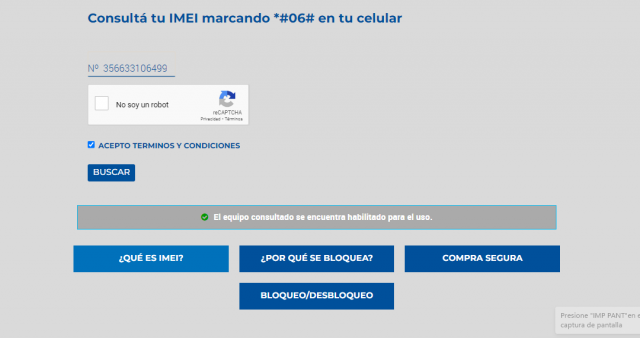 Consultá tu IMEI marcando *#06# en tu celular
Nº 356633106499
No soy un robot
reCAPTCHA
Privacidad - Términos
ACEPTO TERMINOS Y CONDICIONES
BUSCAR
El equipo consultado se encuentra habilitado para el uso.
¿QUÉ ES IMEI?
¿POR QUÉ SE BLOQUEA?
COMPRA SEGURA
BLOQUEO/DESBLOQUEO
Presione "IMP PANT"en e
captura de pantalla